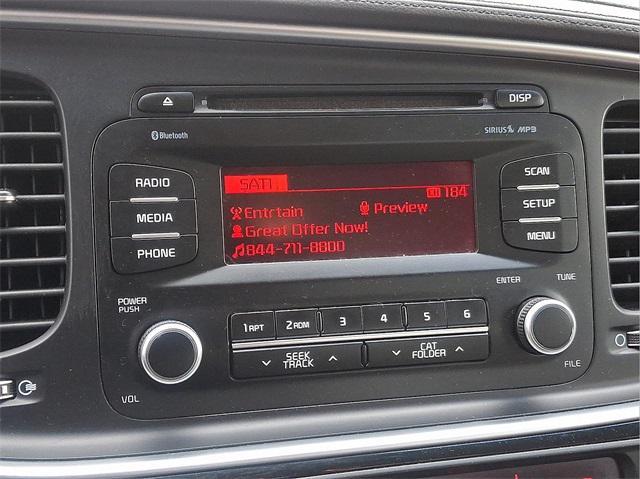 DISP
Bluetooth
SIRIUS MP3
RADIO
MEDIA
PHONE
SAT1
CH 184
Entrtain Preview
Great Offer Now!
844-711-8800
SCAN
SETUP
MENU
POWER
PUSH
VOL
1 RPT 2 RDM 3 4 5 6
SEEK
TRACK
CAT
FOLDER
ENTER
TUNE
FILE